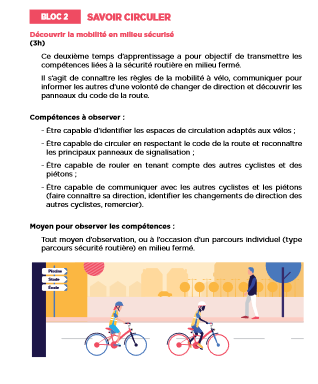 BLOC 2 SAVOIR CIRCULER
Découvrir la mobilité en milieu sécurisé
(3h)
Ce deuxième temps d'apprentissage a pour objectif de transmettre les
compétences liées à la sécurité routière en milieu fermé.
Il s'agit de connaître les règles de la mobilité à vélo, communiquer pour
informer les autres d'une volonté de changer de direction et découvrir les
panneaux du code de la route.
Compétences à observer :
- Être capable d'identifier les espaces de circulation adaptés aux vélos ;
- Être capable de circuler en respectant le code de la route et reconnaître
les principaux panneaux de signalisation ;
- Être capable de rouler en tenant compte des autres cyclistes et des
piétons ;
- Être capable de communiquer avec les autres cyclistes et les piétons
(faire connaître sa direction, identifier les changements de direction des
autres cyclistes, remercier).
Moyen pour observer les compétences :
Tout moyen d'observation, ou à l'occasion d'un parcours individuel (type
parcours sécurité routière) en milieu fermé.
Piscine
Stade
École